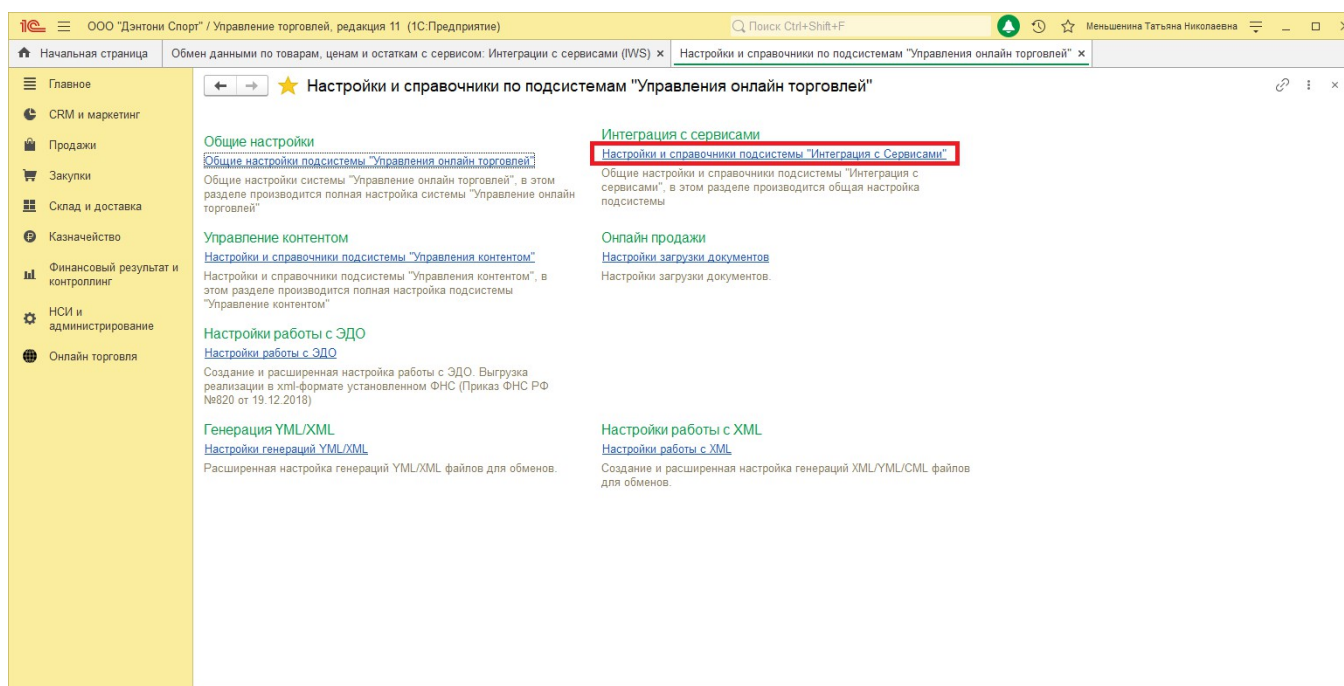 1С ООО "Дэнтони Спорт" / Управление торговлей, редакция 11 (1С:Предприятие) Поиск Ctrl+Shift+F Меньшенина Татьяна Николаевна
Начальная страница Обмен данными по товарам, ценам и остаткам с сервисом: Интеграции с сервисами (IWS) × Настройки и справочники по подсистемам "Управления онлайн торговлей" ×
Главное
CRM и маркетинг
Продажи
Закупки
Склад и доставка
Казначейство
Финансовый результат и
контроллинг
НСИ и
администрирование
Онлайн торговля
Настройки и справочники по подсистемам "Управления онлайн торговлей"
Общие настройки
Общие настройки подсистемы "Управления онлайн торговлей"
Общие настройки системы "Управление онлайн торговлей", в этом
разделе производится полная настройка системы "Управление онлайн
торговлей"
Интеграция с сервисами
Настройки и справочники подсистемы "Интеграция с Сервисами"
Общие настройки и справочники подсистемы "Интеграция с
сервисами", в этом разделе производится общая настройка
подсистемы
Управление контентом
Настройки и справочники подсистемы "Управления контентом"
Настройки и справочники подсистемы "Управления контентом", в
этом разделе производится полная настройка подсистемы
"Управление контентом"
Онлайн продажи
Настройки загрузки документов
Настройки загрузки документов.
Настройки работы с ЭДО
Настройки работы с ЭДО
Создание и расширенная настройка работы с ЭДО. Выгрузка
реализации в xml-формате установленном ФНС (Приказ ФНС РФ
№820 от 19.12.2018)
Генерация YML/XML
Настройки генераций YML/XML
Расширенная настройка генераций YML/XML файлов для обменов.
Настройки работы с XML
Настройки работы с XML
Создание и расширенная настройка генераций XML/YML/CML файлов
для обменов.